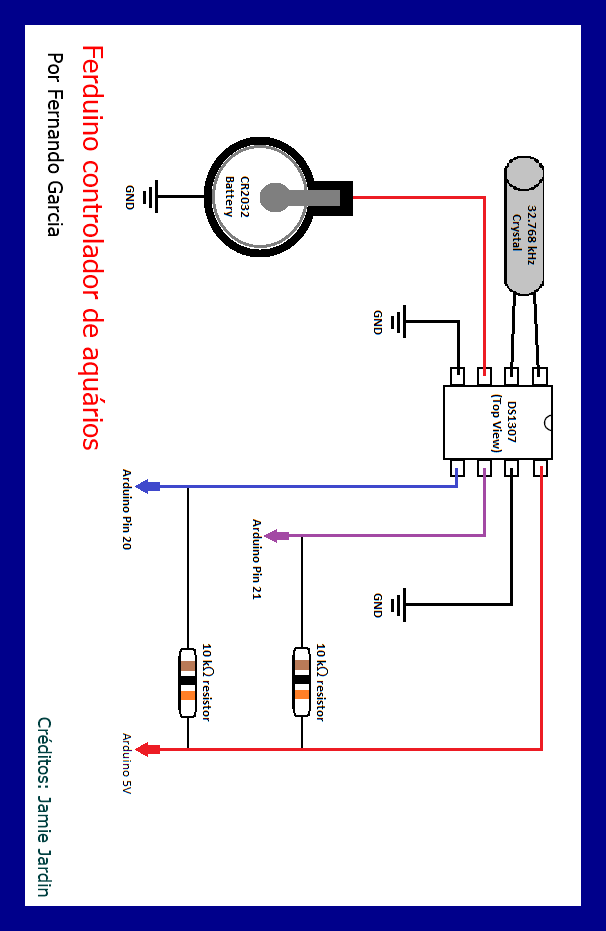 Ferduino controlador de aquários
Por Fernando Garcia
32.768 kHz
Crystal
CR2032
Battery
GND
GND
DS1307
(Top View)
Arduino Pin 20
Arduino Pin 21
GND
10 kΩ resistor
10 kΩ resistor
Arduino 5V
Créditos: Jamie Jardin